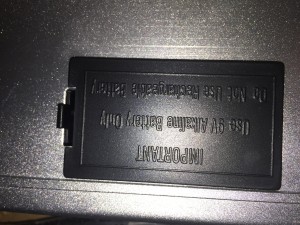 IMPORTANT
Use 9V Alkaline Battery Only
Do Not Use Rechargeable Battery